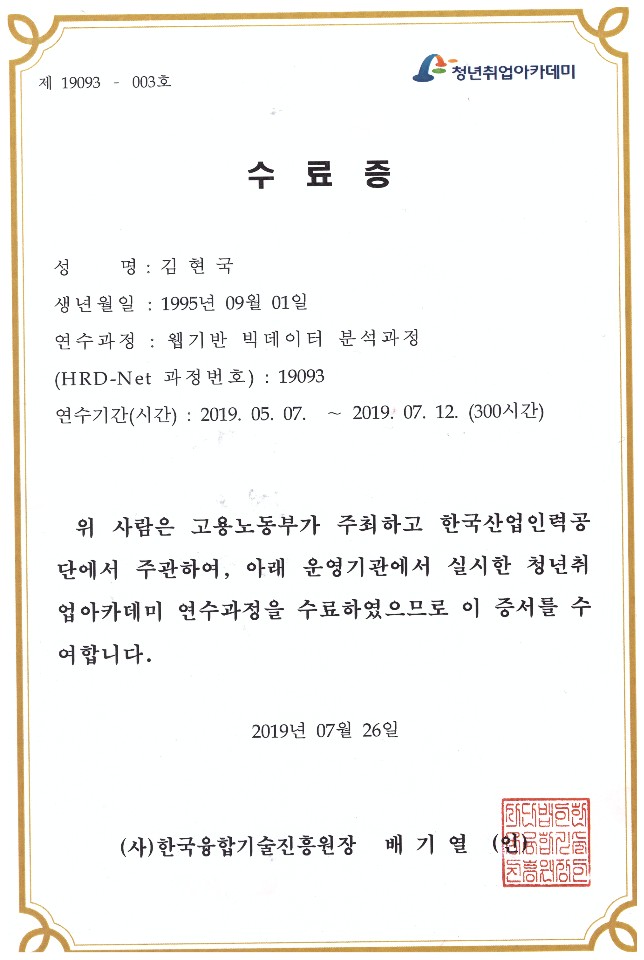 제 19093 - 003호
청년취업아카데미
수 료 증
성 명 : 김 현 국
생년월일 : 1995년 09월 01일
연수과정 : 웹기반 빅데이터 분석과정
(HRD-Net 과정번호) : 19093
연수기간(시간) : 2019. 05. 07. ~ 2019. 07. 12. (300시간)
위 사람은 고용노동부가 주최하고 한국산업인력공
단에서 주관하여, 아래 운영기관에서 실시한 청년취
업아카데미 연수과정을 수료하였으므로 이 증서를 수
여합니다.
2019년 07월 26일
(사)한국융합기술진흥원장 배 기 열 (인)